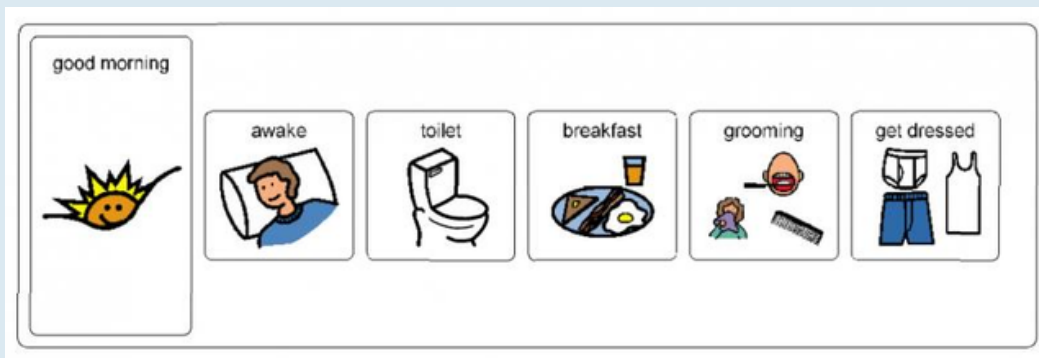 good morning
awake
toilet
breakfast
grooming
get dressed